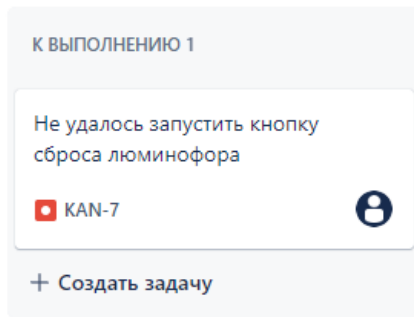 К ВЫПОЛНЕНИЮ 1
Не удалось запустить кнопку
сброса люминофора
KAN-7
+ Создать задачу